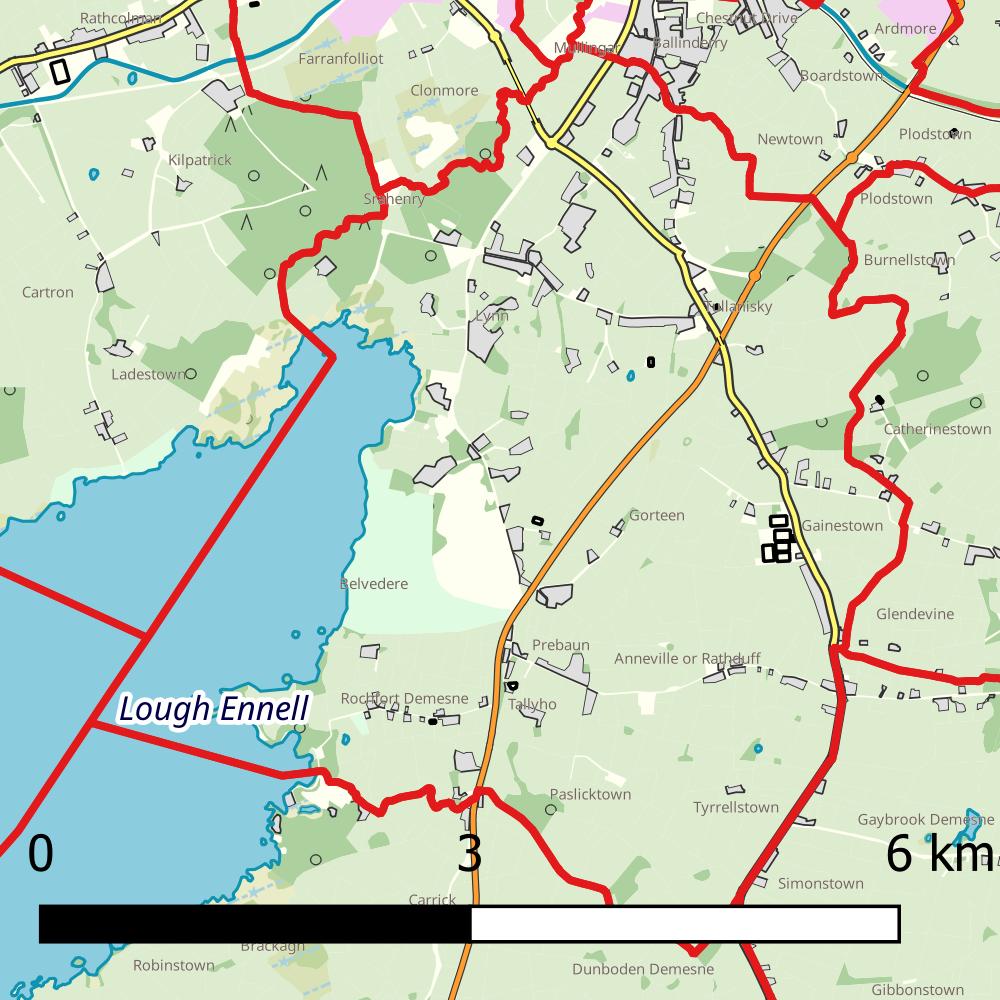 Rathcolman
Chestnut Drive
Ardmore
Mullingar
Ballinderry
Farranfolliot
Boardstown
Clonmore
Newtown
Plodstown
Kilpatrick
Srahenry
Plodstown
Burnellstown
Cartron
Tullanisky
Lynn
Ladestown
Catherinestown
Gorteen
Gainestown
Belvedere
Glendevine
Prebaun
Anneville or Rathduff
Rochfort Demesne
Tallyho
Lough Ennell
Paslicktown
Tyrrellstown
Gaybrook Demesne
0 3 6 km
Simonstown
Carrick
Brackagh
Robinstown
Dunboden Demesne
Gibbonstown